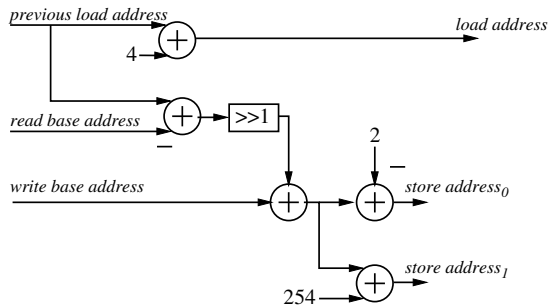 previous load address
load address
+
4
+
>>1
read base address
−
2
−
write base address
+
+
store address0
store address1
+
254